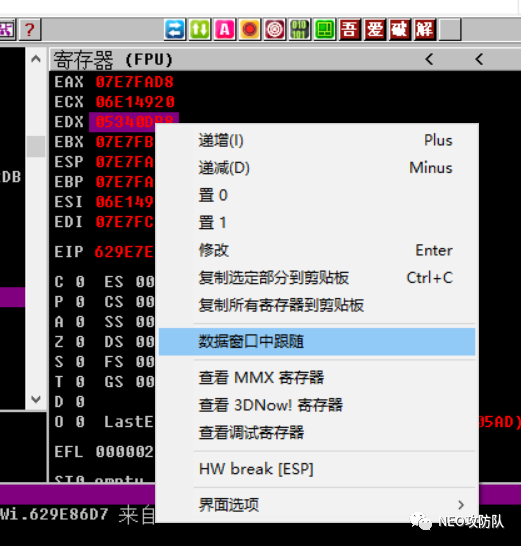 ? A 吾 爱 破 解
寄存器 (FPU) < <
EAX 07E7FAD8
ECX 06E14920
EDX 05340DB8
EBX 07E7FB
ESP 07E7FA
EBP 07E7FA
ESI 06E149
EDI 07E7FC
EIP 629E7E
DB
C 0 ES 00
P 0 CS 00
A 0 SS 00
Z 0 DS 00
S 0 FS 00
T 0 GS 00
D 0
O 0 LastE 05AD)
EFL 000002
ST0 empty
递增(I) Plus
递减(D) Minus
置 0
置 1
修改 Enter
复制选定部分到剪贴板 Ctrl+C
复制所有寄存器到剪贴板
数据窗口中跟随
查看 MMX 寄存器
查看 3DNow! 寄存器
查看调试寄存器
HW break [ESP]
界面选项 >
Wi.629E86D7 来自
NEO攻防队